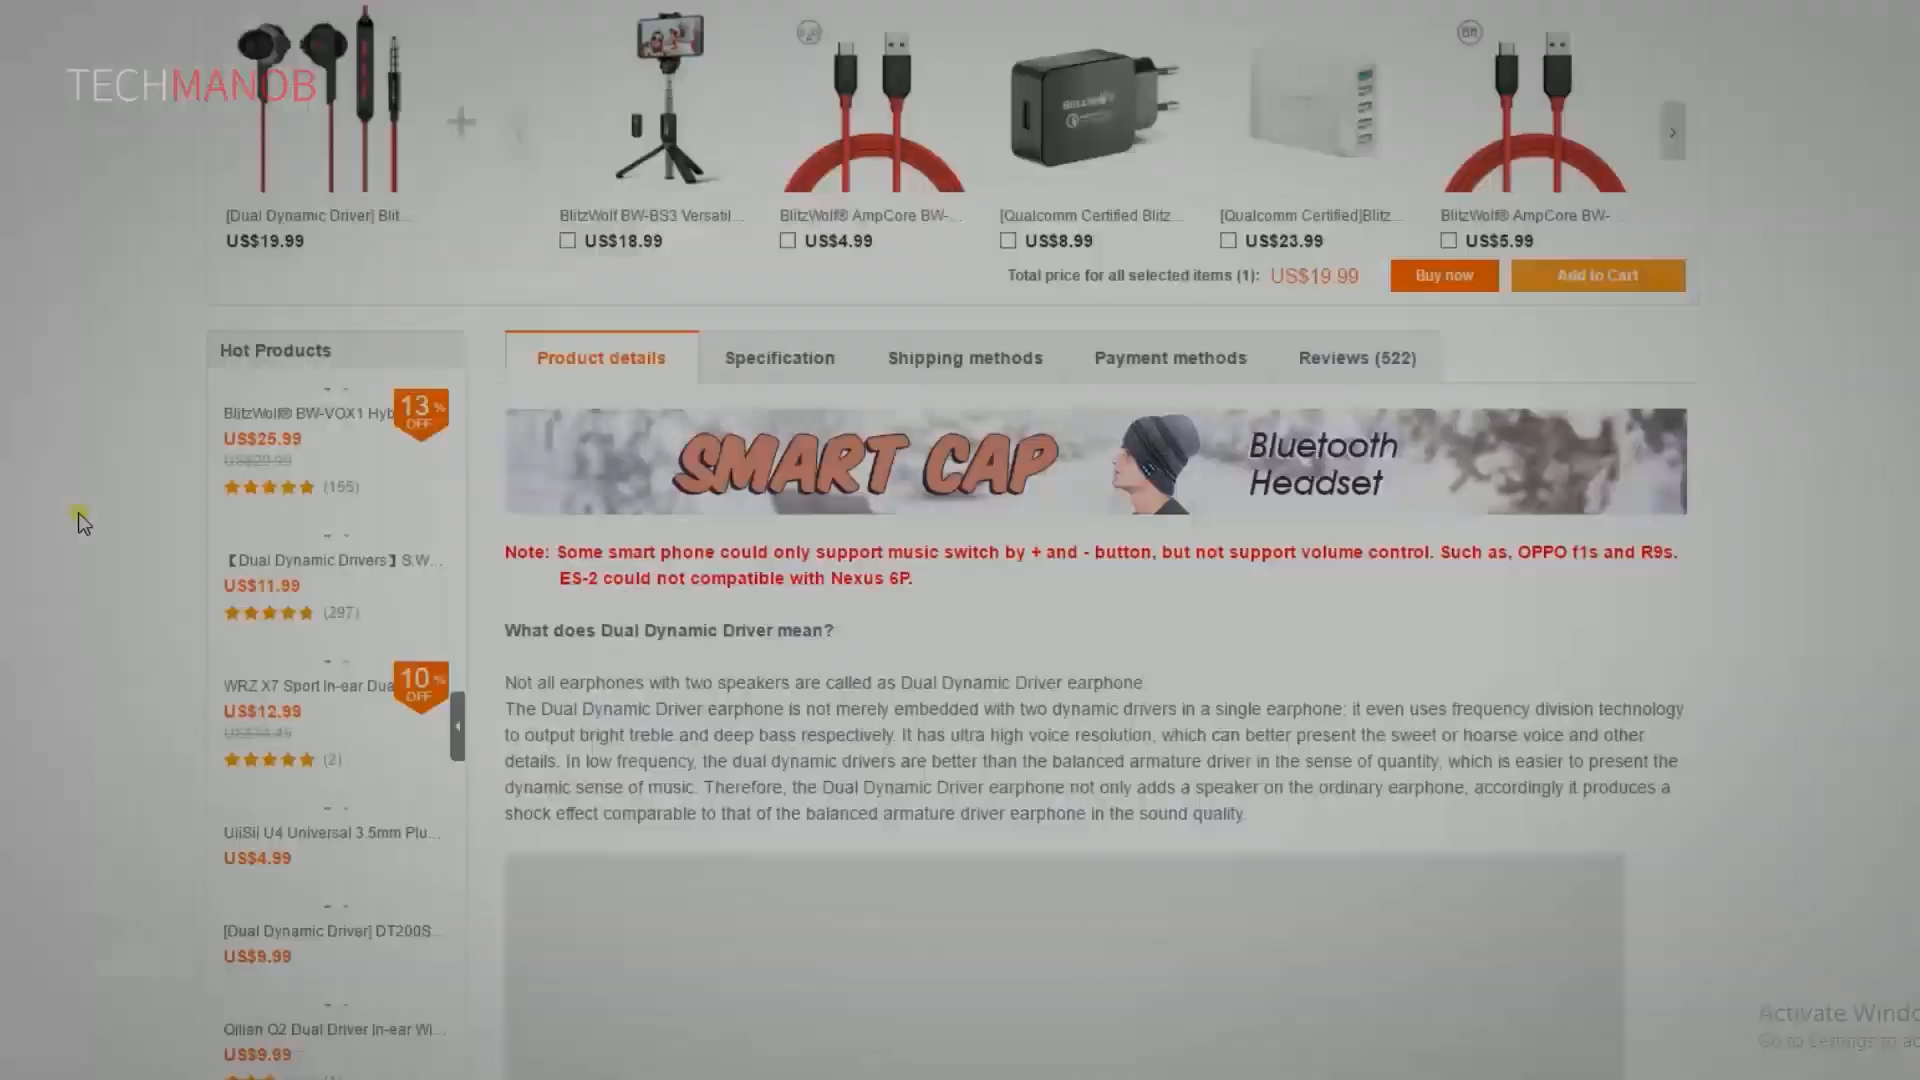 TECHMANOB
[Dual Dynamic Driver] Blit...
US$19.99
BlitzWolf BW-BS3 Versatil...
US$18.99
BlitzWolf® AmpCore BW-...
US$4.99
[Qualcomm Certified Blitz...
US$8.99
[Qualcomm Certified]Blitz...
US$23.99
6ft
BlitzWolf® AmpCore BW-...
US$5.99
Total price for all selected items (1): US$19.99
Buy now
Add to Cart
Hot Products
BlitzWolf® BW-VOX1 Hyb
13% OFF
US$25.99
US$29.99
(155)
【Dual Dynamic Drivers】S.W...
US$11.99
(297)
WRZ X7 Sport In-ear Dua
10% OFF
US$12.99
(2)
UiiSii U4 Universal 3.5mm Plu...
US$4.99
[Dual Dynamic Driver] DT200S...
US$9.99
Qilian Q2 Dual Driver In-ear Wi...
US$9.99
Product details
Specification
Shipping methods
Payment methods
Reviews (522)
SMART CAP
Bluetooth
Headset
Note: Some smart phone could only support music switch by + and - button, but not support volume control. Such as, OPPO f1s and R9s.
ES-2 could not compatible with Nexus 6P.
What does Dual Dynamic Driver mean?
Not all earphones with two speakers are called as Dual Dynamic Driver earphone.
The Dual Dynamic Driver earphone is not merely embedded with two dynamic drivers in a single earphone; it even uses frequency division technology
to output bright treble and deep bass respectively. It has ultra high voice resolution, which can better present the sweet or hoarse voice and other
details. In low frequency, the dual dynamic drivers are better than the balanced armature driver in the sense of quantity, which is easier to present the
dynamic sense of music. Therefore, the Dual Dynamic Driver earphone not only adds a speaker on the ordinary earphone, accordingly it produces a
shock effect comparable to that of the balanced armature driver earphone in the sound quality.
Activate Windo
Go to Settings to ac